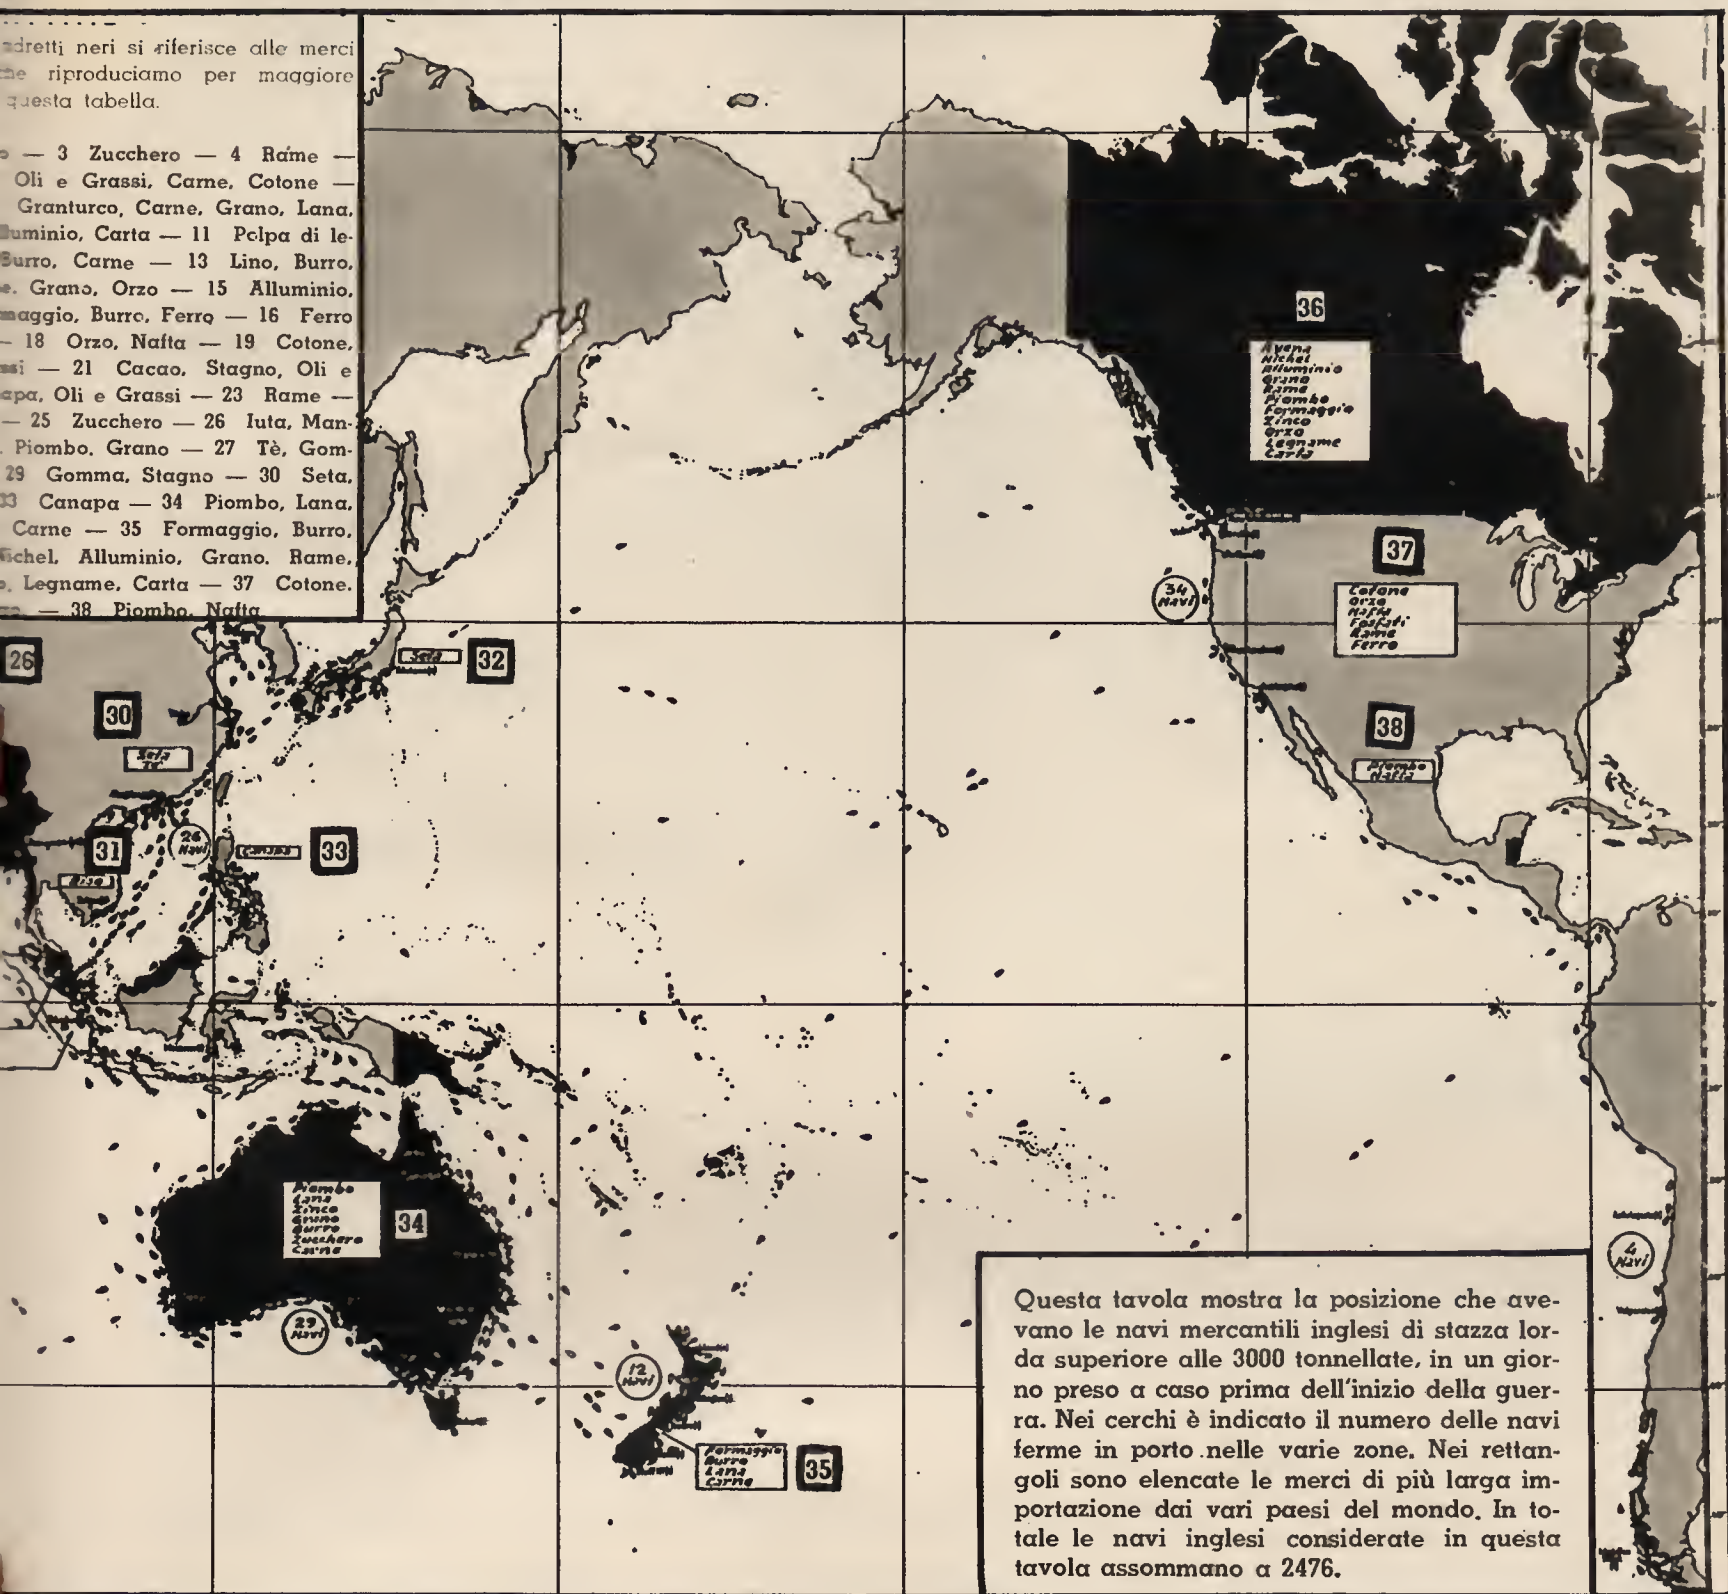 dretti neri si riferisce alle merci
he riproduciamo per maggiore
questa tabella.
o — 3 Zucchero — 4 Rame —
Oli e Grassi, Carne, Cotone —
Granturco, Carne, Grano, Lana,
uminio, Carta — 11 Polpa di le-
Burro, Carne — 13 Lino, Burro,
e, Grano, Orzo — 15 Alluminio,
maggio, Burro, Ferro — 16 Ferro
— 18 Orzo, Nafta — 19 Cotone,
ssi — 21 Cacao, Stagno, Oli e
apa, Oli e Grassi — 23 Rame —
— 25 Zucchero — 26 Iuta, Man-
. Piombo, Grano — 27 Tè, Gom-
29 Gomma, Stagno — 30 Seta,
33 Canapa — 34 Piombo, Lana,
Carne — 35 Formaggio, Burro,
ichel, Alluminio, Grano, Rame,
o, Legname, Carta — 37 Cotone,
— 38 Piombo, Nafta
36
Avena
Nichel
Alluminio
Grano
Rame
Piombo
Formaggio
Zinco
Orzo
Legname
Carta
37
Cotone
Orzo
Nafta
Fosfati
Rame
Ferro
34
Navi
26
Seta
32
30
Seta
Tè
38
Piombo
Nafta
31
Riso
26
Navi
Canapa
33
Piombo
Lana
Zinco
Grano
Burro
Zucchero
Carne
34
29
Navi
12
Navi
Formaggio
Burro
Lana
Carne
35
4
Navi
Questa tavola mostra la posizione che ave-
vano le navi mercantili inglesi di stazza lor-
da superiore alle 3000 tonnellate, in un gior-
no preso a caso prima dell'inizio della guer-
ra. Nei cerchi è indicato il numero delle navi
ferme in porto nelle varie zone. Nei rettan-
goli sono elencate le merci di più larga im-
portazione dai vari paesi del mondo. In to-
tale le navi inglesi considerate in questa
tavola assommano a 2476.